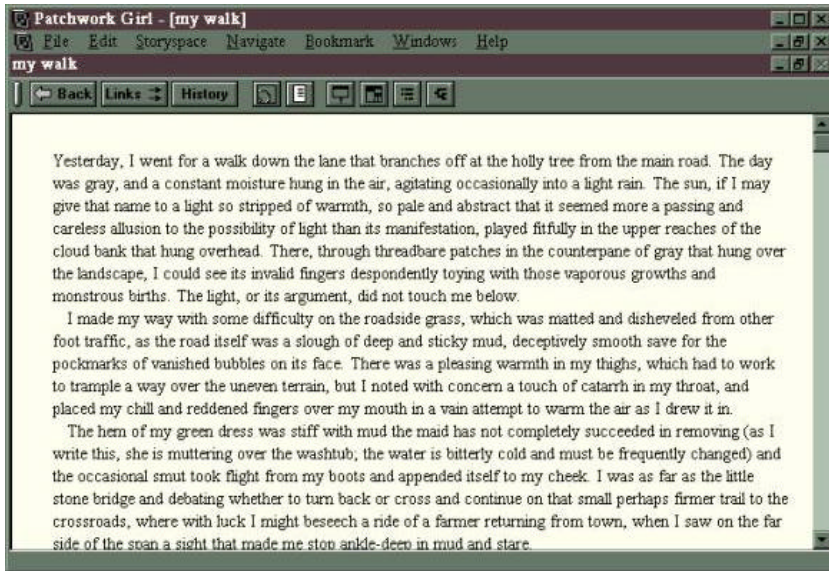 Patchwork Girl - [my walk]
File Edit Storyspace Navigate Bookmark Windows Help
my walk
Back Links History
Yesterday, I went for a walk down the lane that branches off at the holly tree from the main road. The day
was gray, and a constant moisture hung in the air, agitating occasionally into a light rain. The sun, if I may
give that name to a light so stripped of warmth, so pale and abstract that it seemed more a passing and
careless allusion to the possibility of light than its manifestation, played fitfully in the upper reaches of the
cloud bank that hung overhead. There, through threadbare patches in the counterpane of gray that hung over
the landscape, I could see its invalid fingers despondently toying with those vaporous growths and
monstrous births. The light, or its argument, did not touch me below.
I made my way with some difficulty on the roadside grass, which was matted and disheveled from other
foot traffic, as the road itself was a slough of deep and sticky mud, deceptively smooth save for the
pockmarks of vanished bubbles on its face. There was a pleasing warmth in my thighs, which had to work
to trample a way over the uneven terrain, but I noted with concern a touch of catarrh in my throat, and
placed my chill and reddened fingers over my mouth in a vain attempt to warm the air as I drew it in.
The hem of my green dress was stiff with mud the maid has not completely succeeded in removing (as I
write this, she is muttering over the washtub; the water is bitterly cold and must be frequently changed) and
the occasional smut took flight from my boots and appended itself to my cheek. I was as far as the little
stone bridge and debating whether to turn back or cross and continue on that small perhaps firmer trail to the
crossroads, where with luck I might beseech a ride of a farmer returning from town, when I saw on the far
side of the span a sight that made me stop ankle-deep in mud and stare.